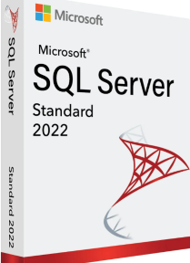 Microsoft
Microsoft®
SQL Server
Standard
2022
SQL Server
Standard 2022